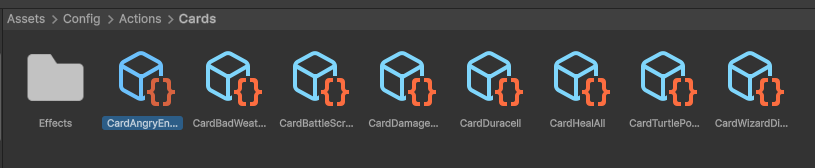 Assets > Config > Actions > Cards
Effects
CardAngryEn...
CardBadWeat...
CardBattleScr...
CardDamage...
CardDuracell
CardHealAll
CardTurtlePo...
CardWizardDi...